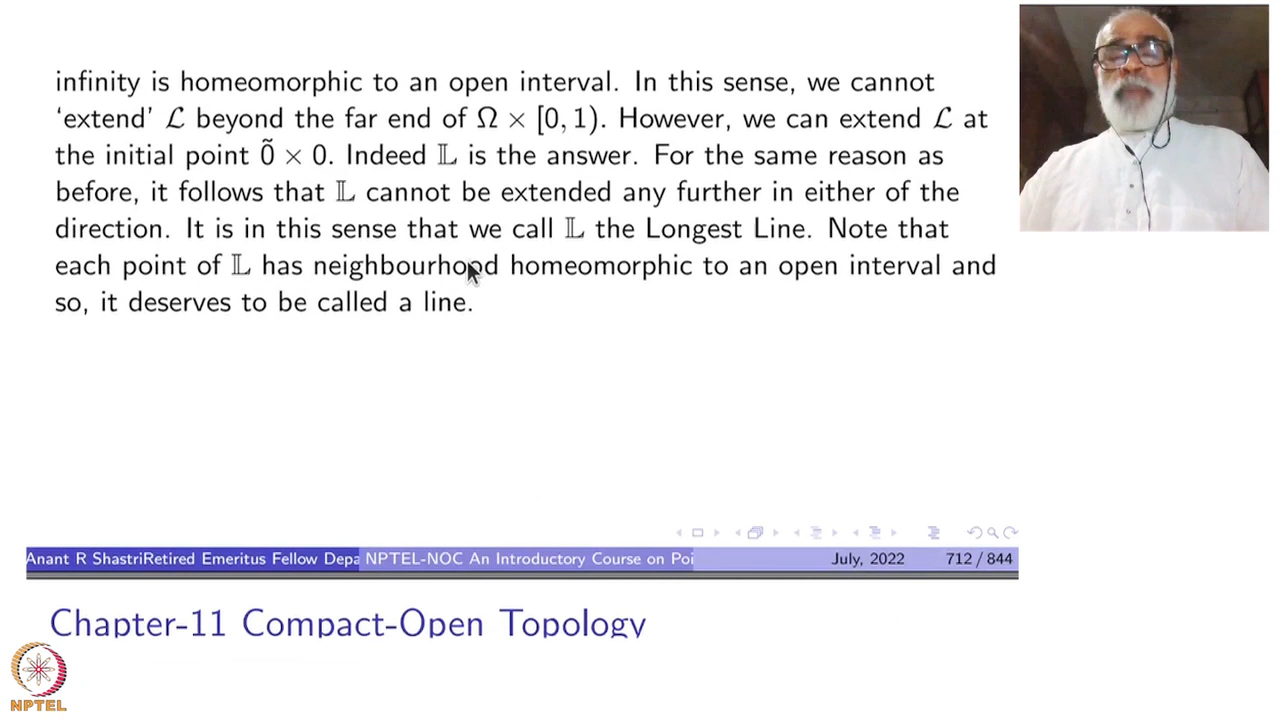 infinity is homeomorphic to an open interval. In this sense, we cannot
‘extend’ ℒ beyond the far end of Ω × [0, 1). However, we can extend ℒ at
the initial point 0̃ × 0. Indeed 𝕃 is the answer. For the same reason as
before, it follows that 𝕃 cannot be extended any further in either of the
direction. It is in this sense that we call 𝕃 the Longest Line. Note that
each point of 𝕃 has neighbourhood homeomorphic to an open interval and
so, it deserves to be called a line.
Anant R ShastriRetired Emeritus Fellow Depa NPTEL-NOC An Introductory Course on Poi July, 2022 712 / 844
Chapter-11 Compact-Open Topology
NPTEL